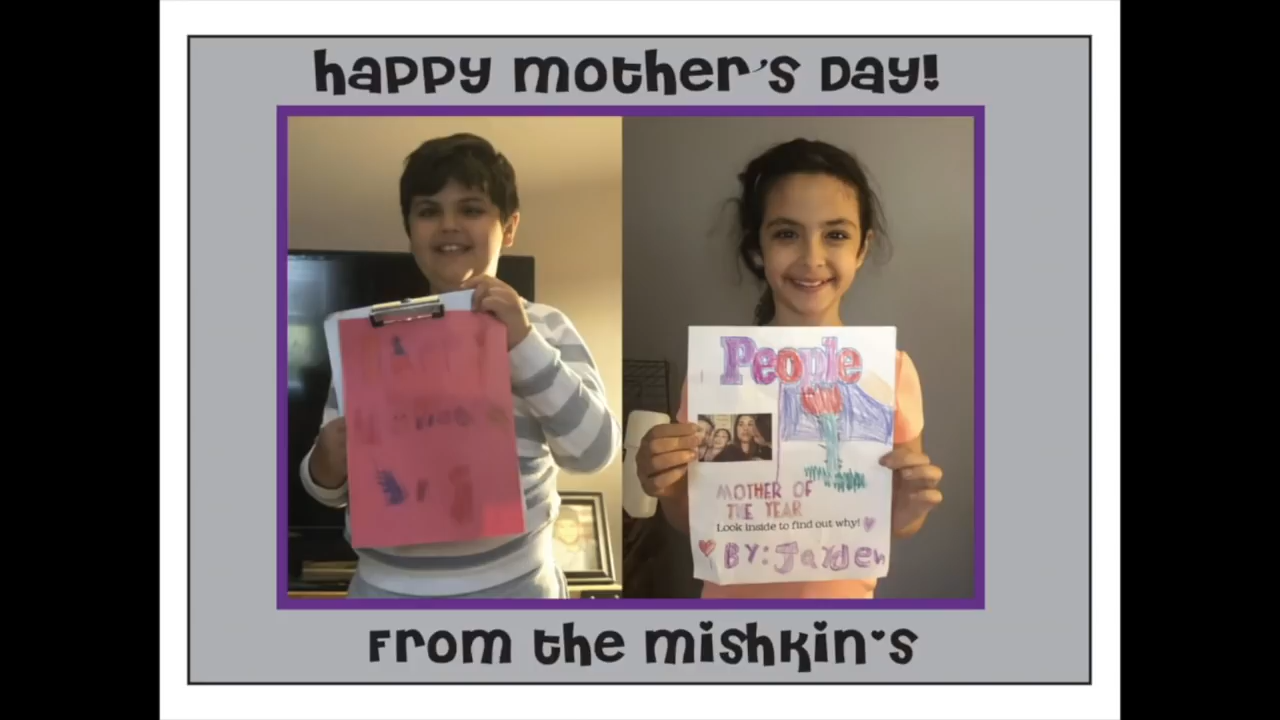 Happy Mother's Day!
People
MOTHER OF
THE YEAR
Look inside to find out why!
BY: Jayden
From the Mishkin's